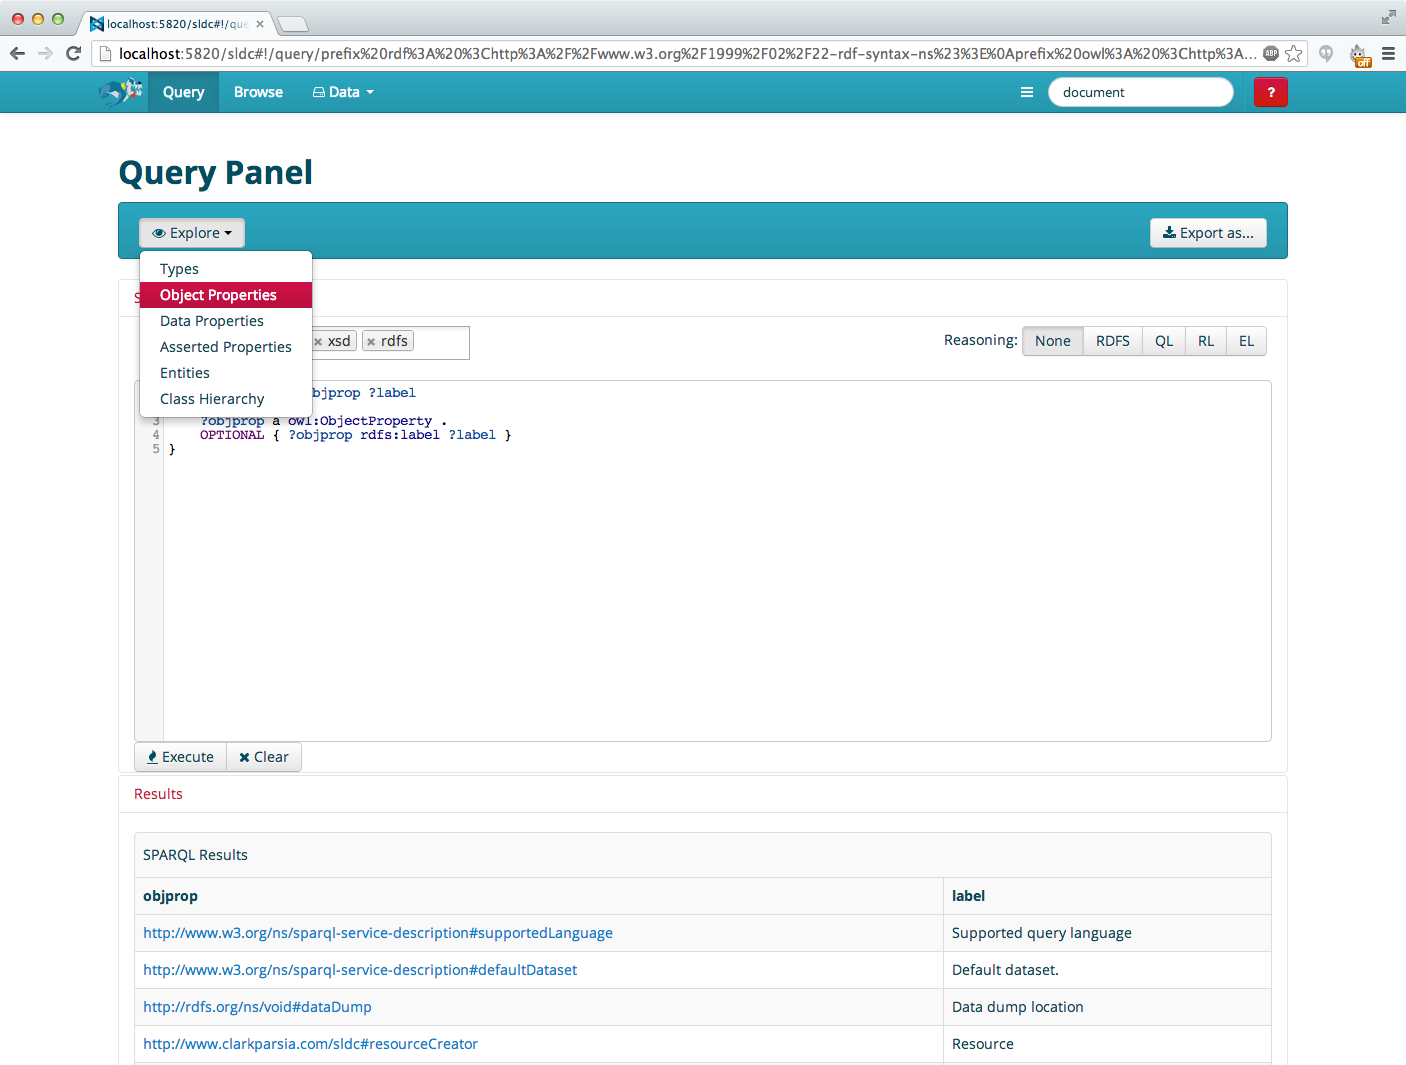 localhost:5820/sldc#!/que
localhost:5820/sldc#!/query/prefix%20rdf%3A%20%3Chttp%3A%2F%2Fwww.w3.org%2F1999%2F02%2F22-rdf-syntax-ns%23%3E%0Aprefix%20owl%3A%20%3Chttp%3A... ABP off
Query Browse Data document ?
Query Panel
Explore Export as...
Types
S
Object Properties
Data Properties
Asserted Properties
Entities
Class Hierarchy
× xsd × rdfs Reasoning: None RDFS QL RL EL
bjprop ?label
3 ?objprop a owl:ObjectProperty .
4 OPTIONAL { ?objprop rdfs:label ?label }
5 }
Execute Clear
Results
SPARQL Results
objprop label
http://www.w3.org/ns/sparql-service-description#supportedLanguage Supported query language
http://www.w3.org/ns/sparql-service-description#defaultDataset Default dataset.
http://rdfs.org/ns/void#dataDump Data dump location
http://www.clarkparsia.com/sldc#resourceCreator Resource